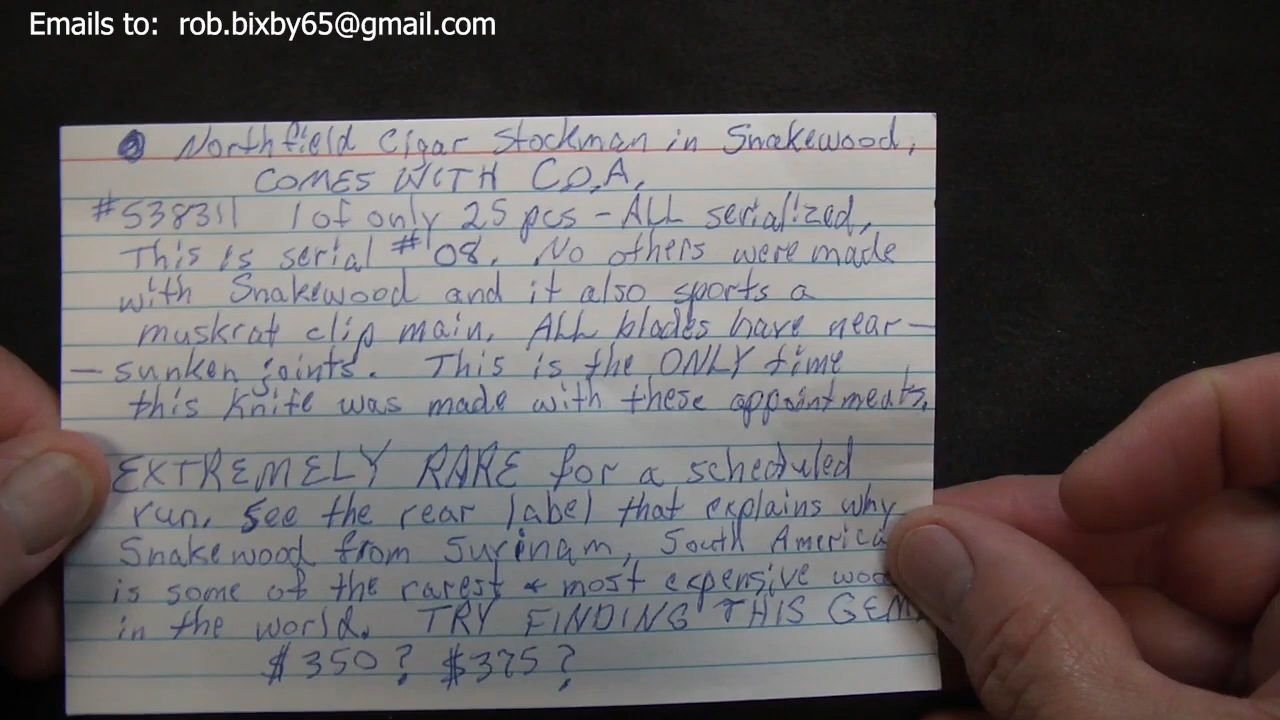 Emails to: rob.bixby65@gmail.com
Northfield Cigar Stockman in Snakewood,
COMES WITH C.O.A.
#538311 1 of only 25 pcs - ALL serialized.
This is serial #08. No others were made
with Snakewood and it also sports a
muskrat clip main. ALL blades have near-
- sunken joints. This is the ONLY time
this knife was made with these appointments.
EXTREMELY RARE for a scheduled
run. See the rear label that explains why
Snakewood from Surinam, South America
is some of the rarest & most expensive wood
in the world. TRY FINDING THIS GEM
$350? $375?